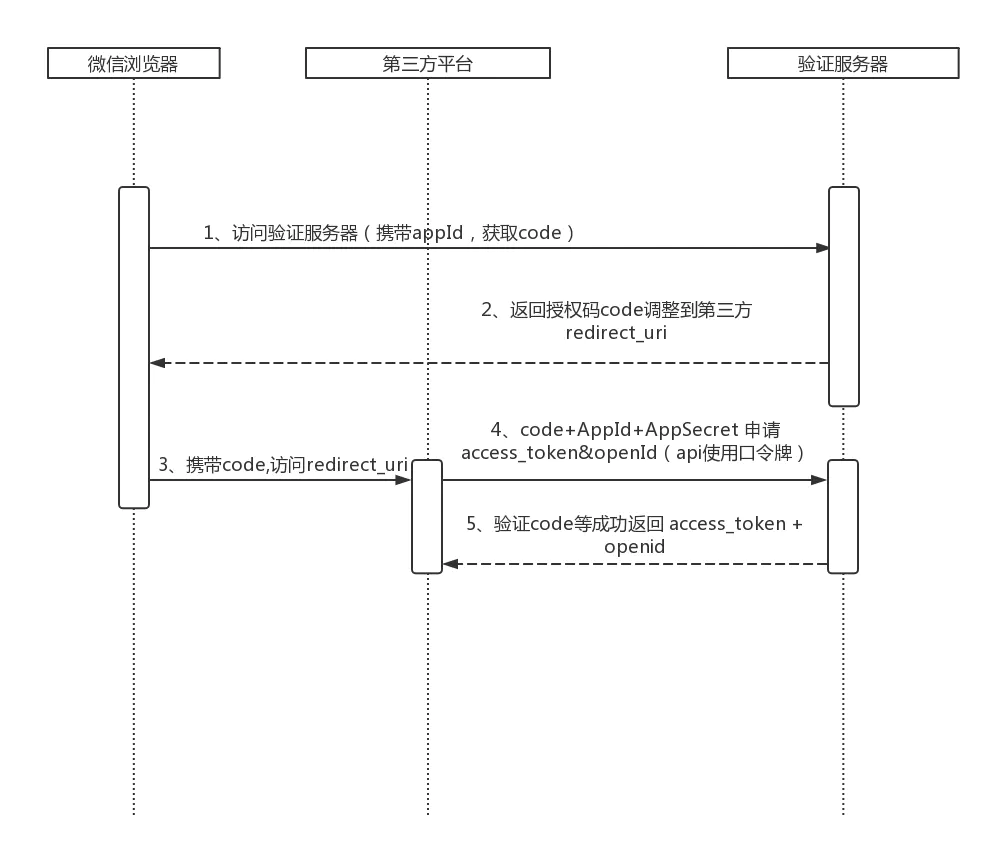 微信浏览器
第三方平台
验证服务器
1、访问验证服务器（携带appId，获取code）
2、返回授权码code调整到第三方
redirect_uri
4、code+AppId+AppSecret 申请
access_token&openId（api使用口令牌）
3、携带code,访问redirect_uri
5、验证code等成功返回 access_token +
openid